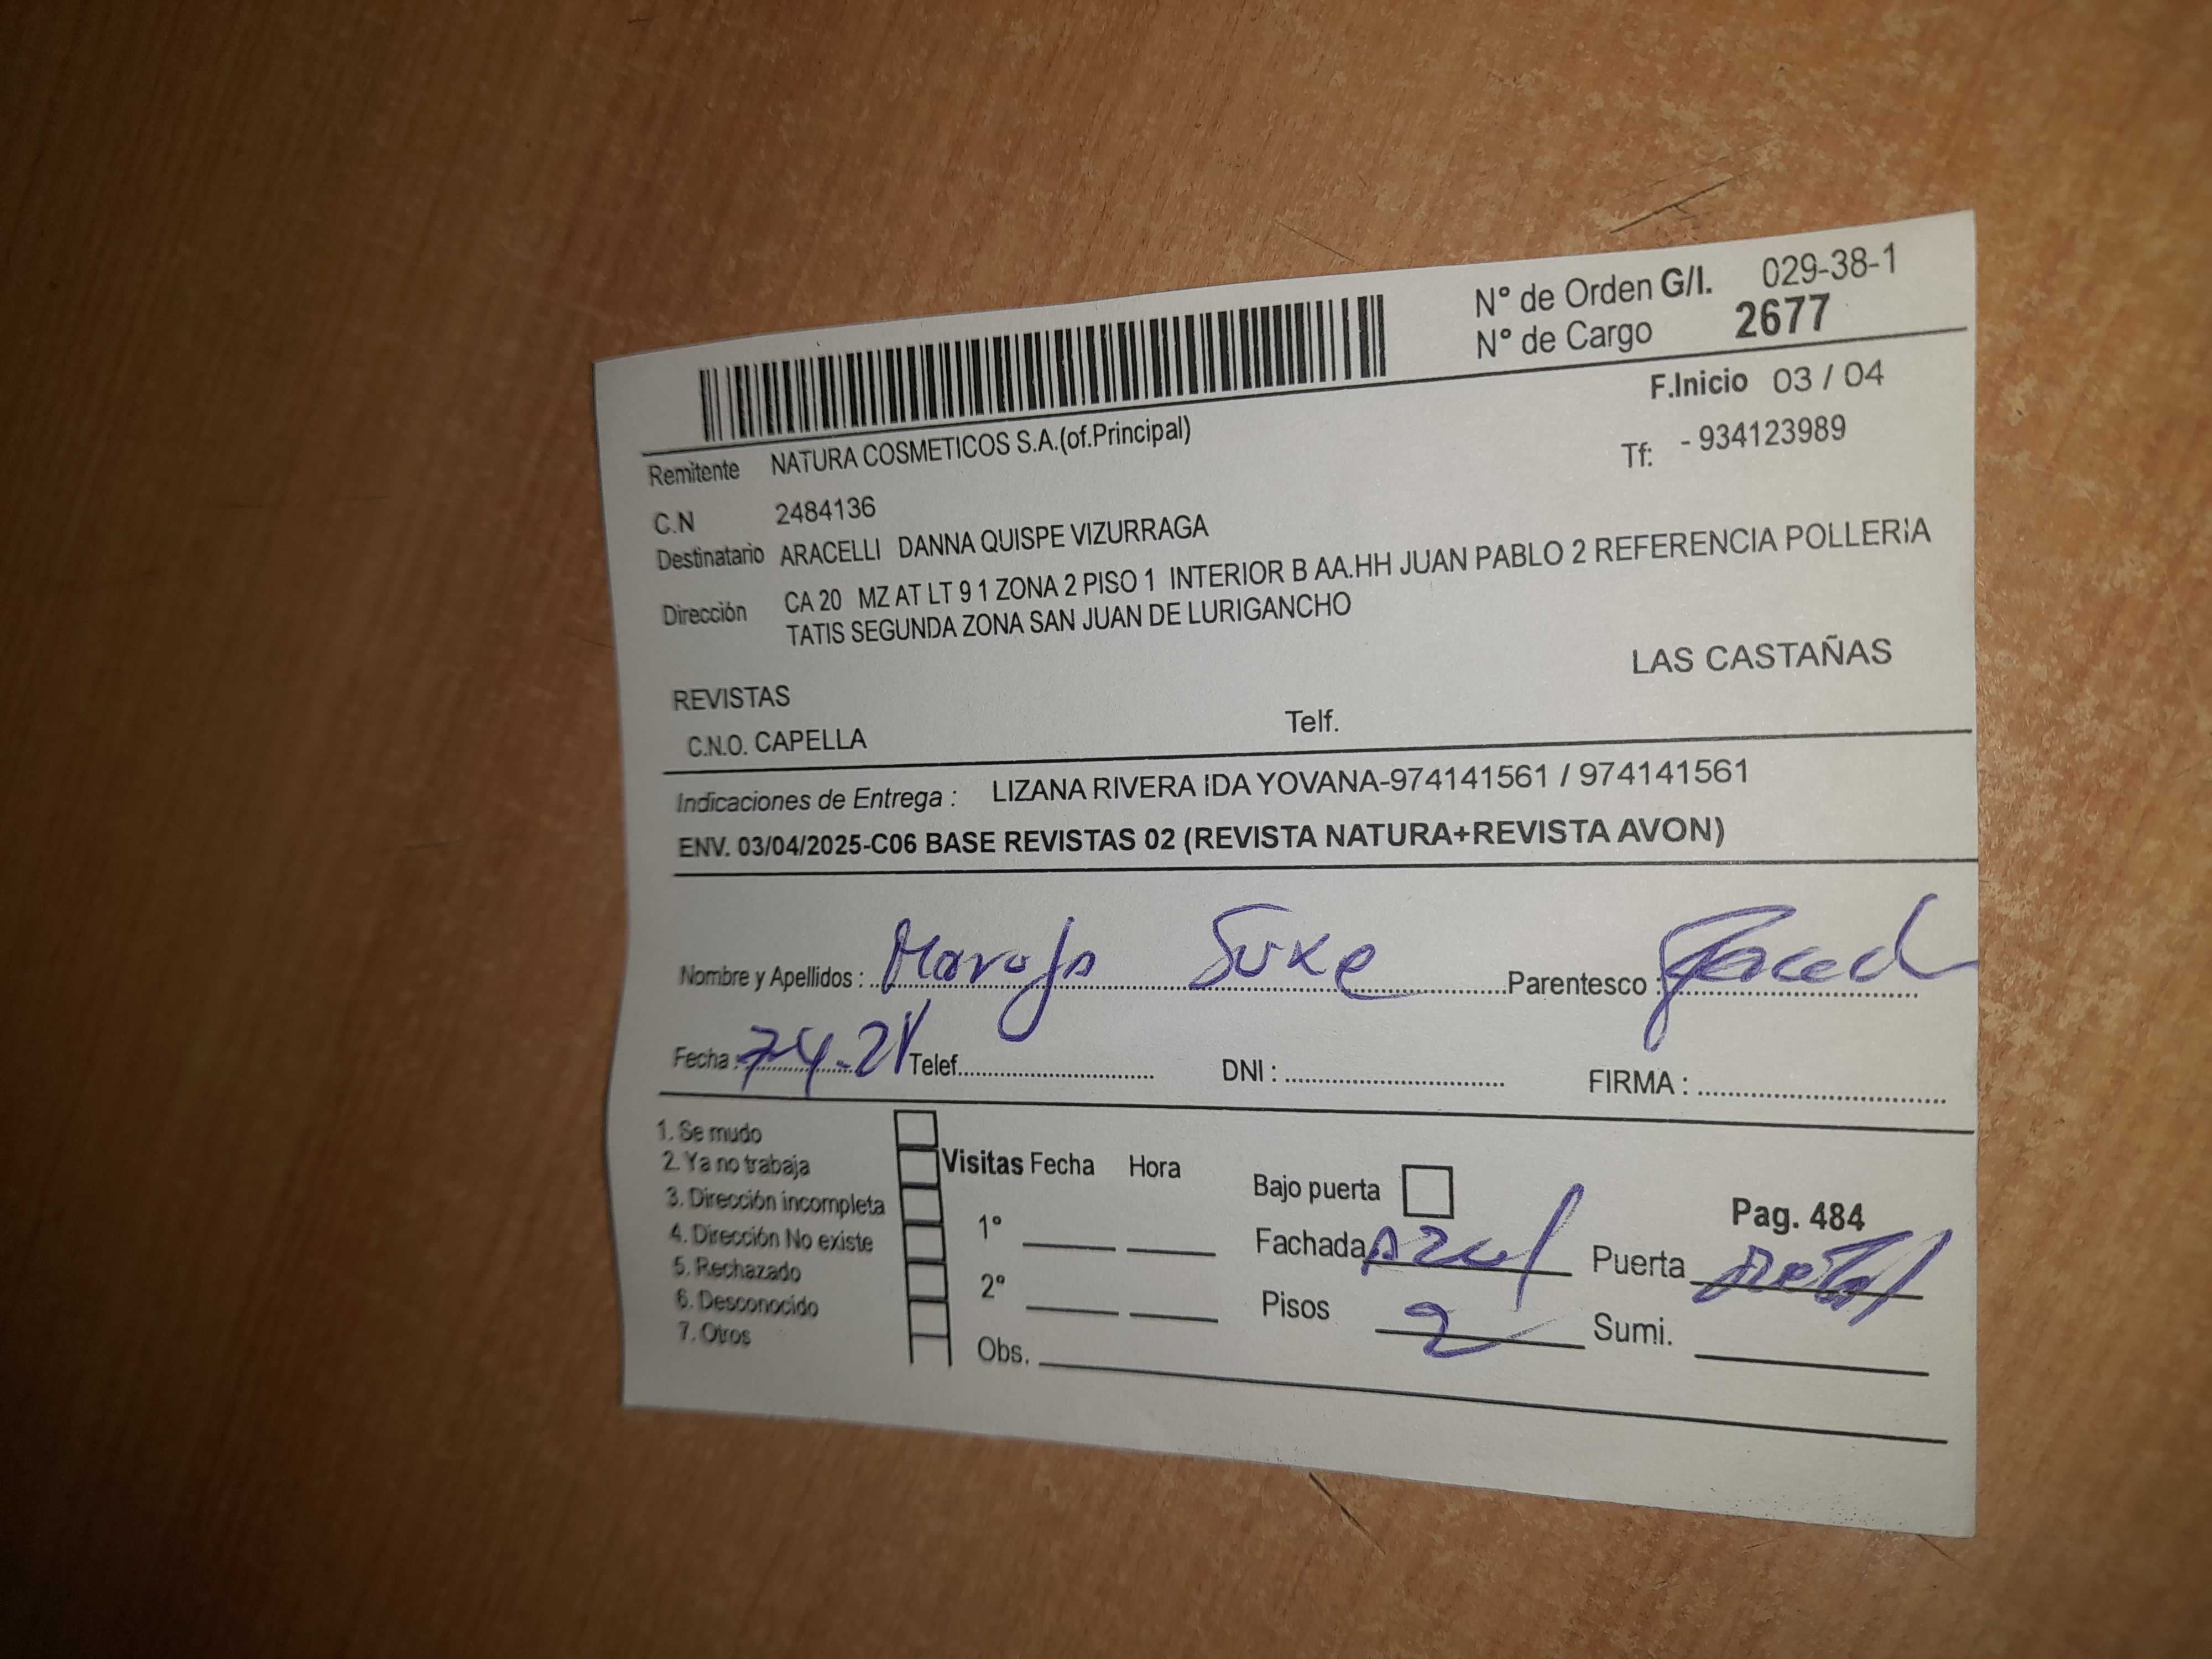 N° de Orden G/I. 029-38-1
N° de Cargo 2677
F.Inicio 03 / 04
Remitente NATURA COSMETICOS S.A.(of.Principal)
Tf: - 934123989
C.N 2484136
Destinatario ARACELLI DANNA QUISPE VIZURRAGA
Dirección CA 20 MZ AT LT 9 1 ZONA 2 PISO 1 INTERIOR B AA.HH JUAN PABLO 2 REFERENCIA POLLERIA
TATIS SEGUNDA ZONA SAN JUAN DE LURIGANCHO
LAS CASTAÑAS
REVISTAS
C.N.O. CAPELLA Telf.
Indicaciones de Entrega : LIZANA RIVERA IDA YOVANA-974141561 / 974141561
ENV. 03/04/2025-C06 BASE REVISTAS 02 (REVISTA NATURA+REVISTA AVON)
Nombre y Apellidos : Parentesco :
Fecha : Telef. DNI : FIRMA :
1. Se mudo
2. Ya no trabaja
3. Dirección incompleta
4. Dirección No existe
5. Rechazado
6. Desconocido
7. Otros
Visitas Fecha Hora
1°
2°
Obs.
Bajo puerta
Pag. 484
Fachada Azul Puerta metal
Pisos 2 Sumi.